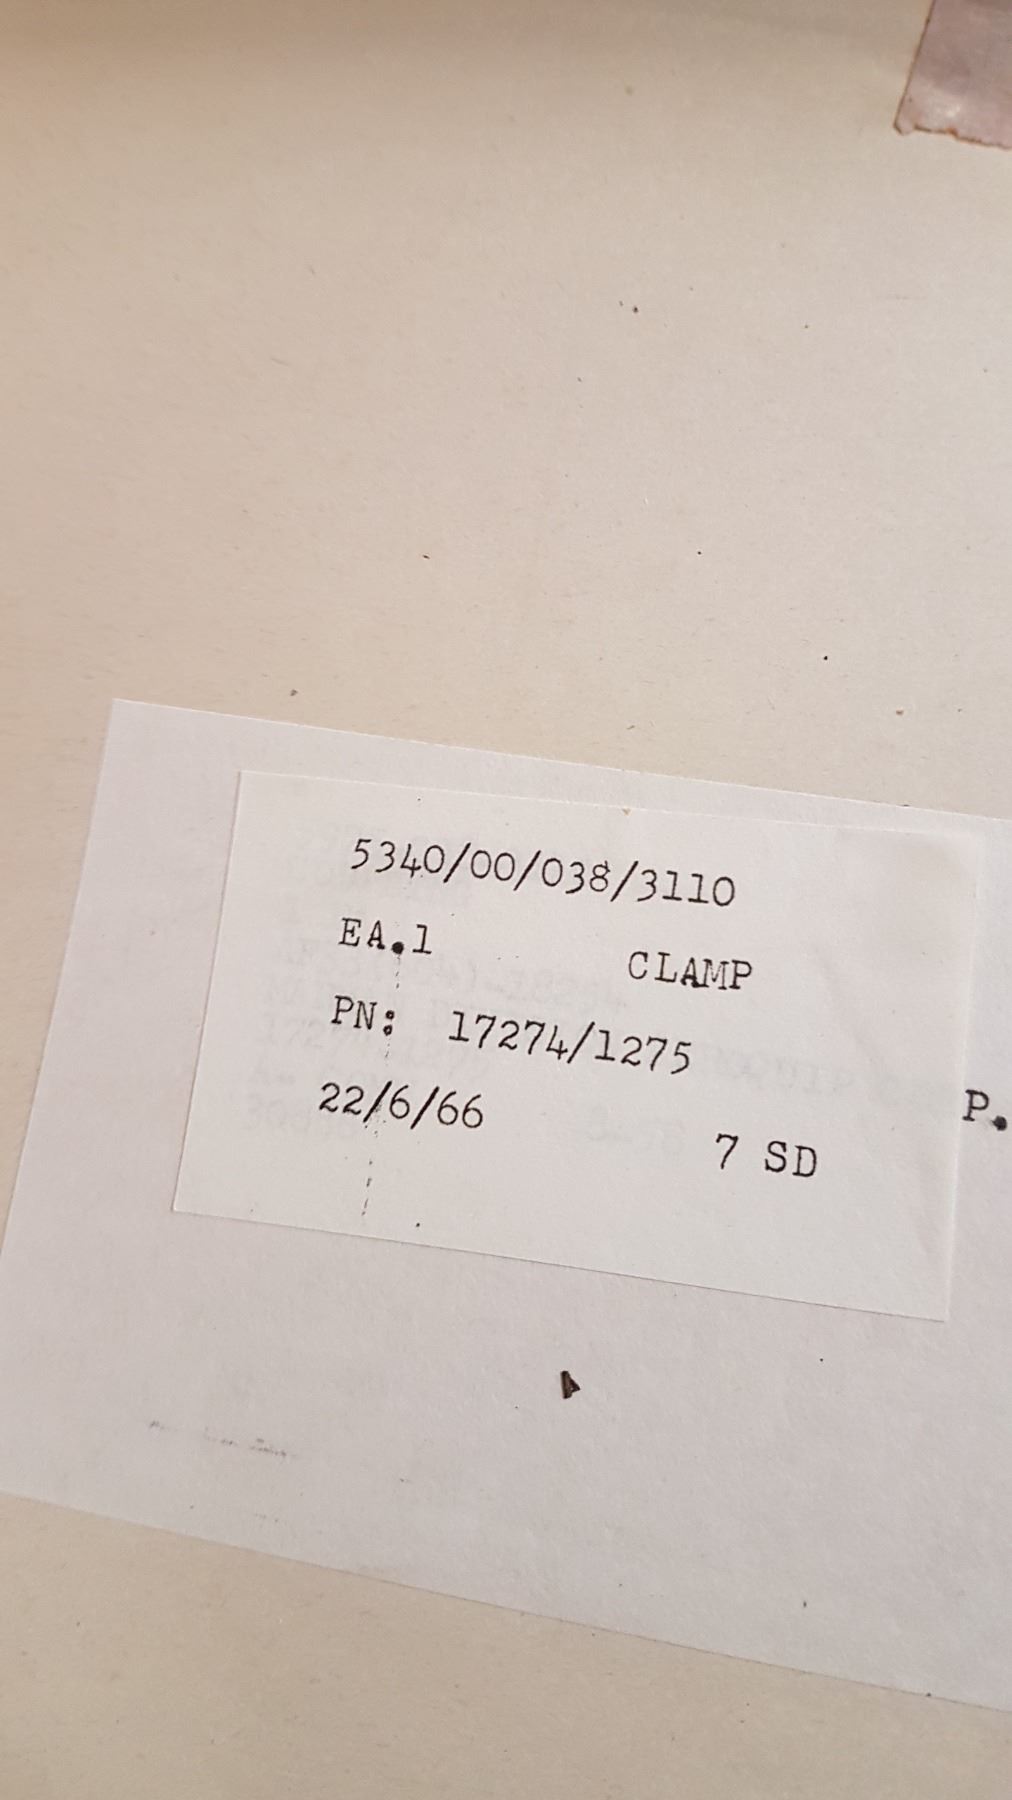 5340/00/038/3110
EA.1 CLAMP
PN: 17274/1275
P.
22/6/66 7 SD